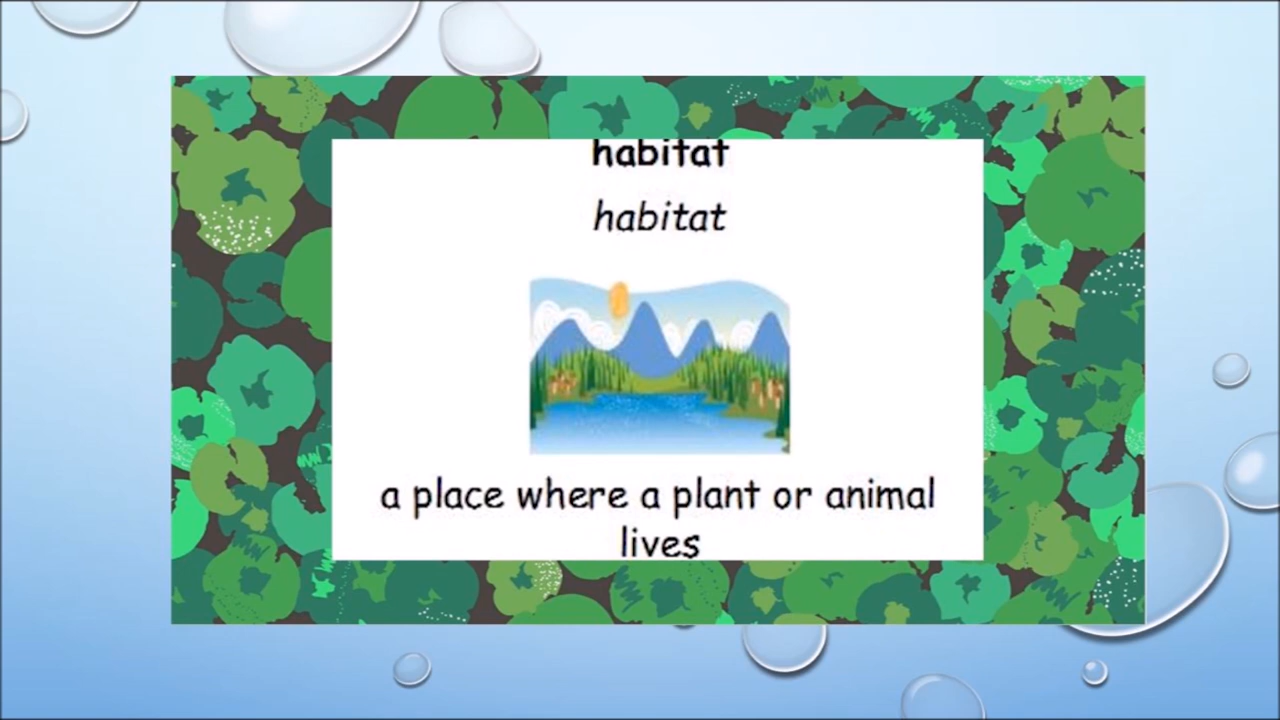 habitat
habitat
a place where a plant or animal
lives